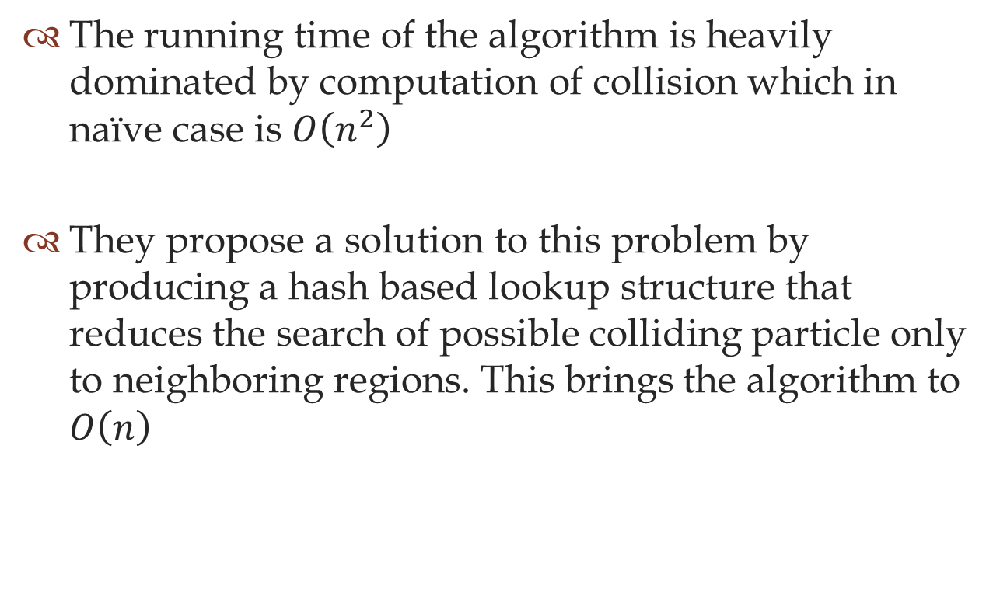 The running time of the algorithm is heavily
dominated by computation of collision which in
naïve case is O(n²)
They propose a solution to this problem by
producing a hash based lookup structure that
reduces the search of possible colliding particle only
to neighboring regions. This brings the algorithm to
O(n)